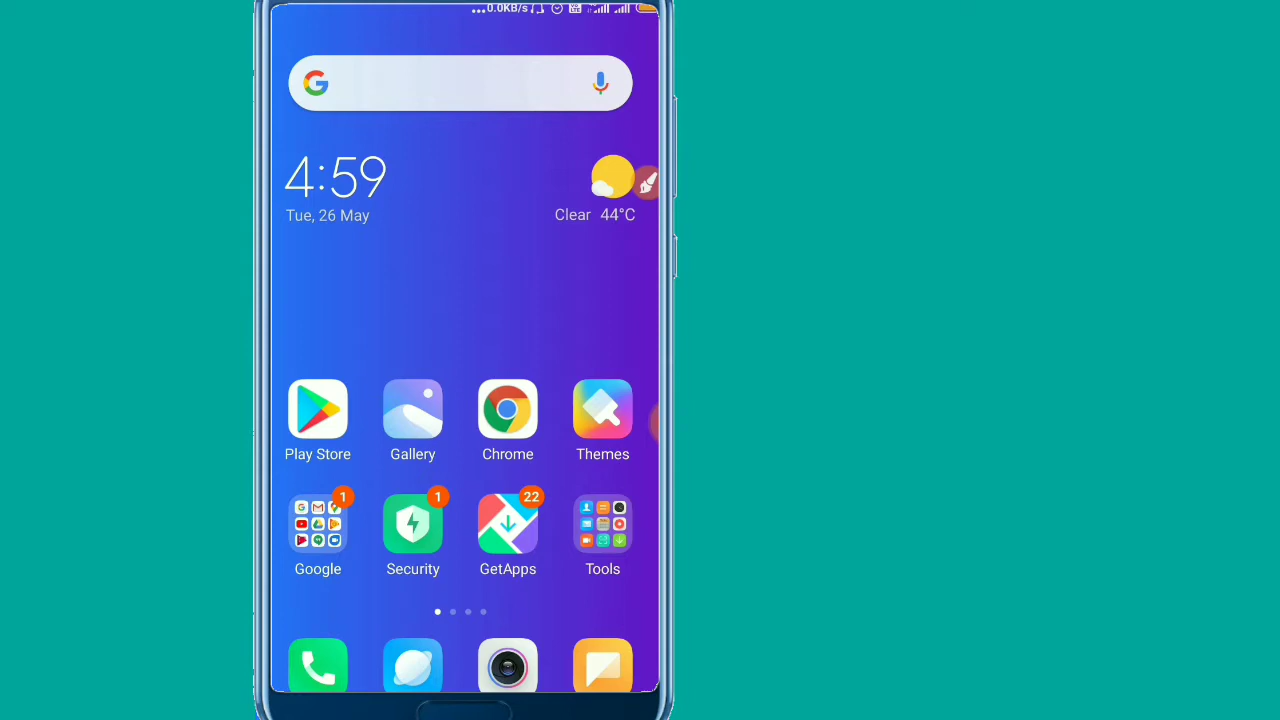 ...0.0KB/s
4:59
Tue, 26 May
Clear 44°C
Play Store
Gallery
Chrome
Themes
1
1
22
Google
Security
GetApps
Tools